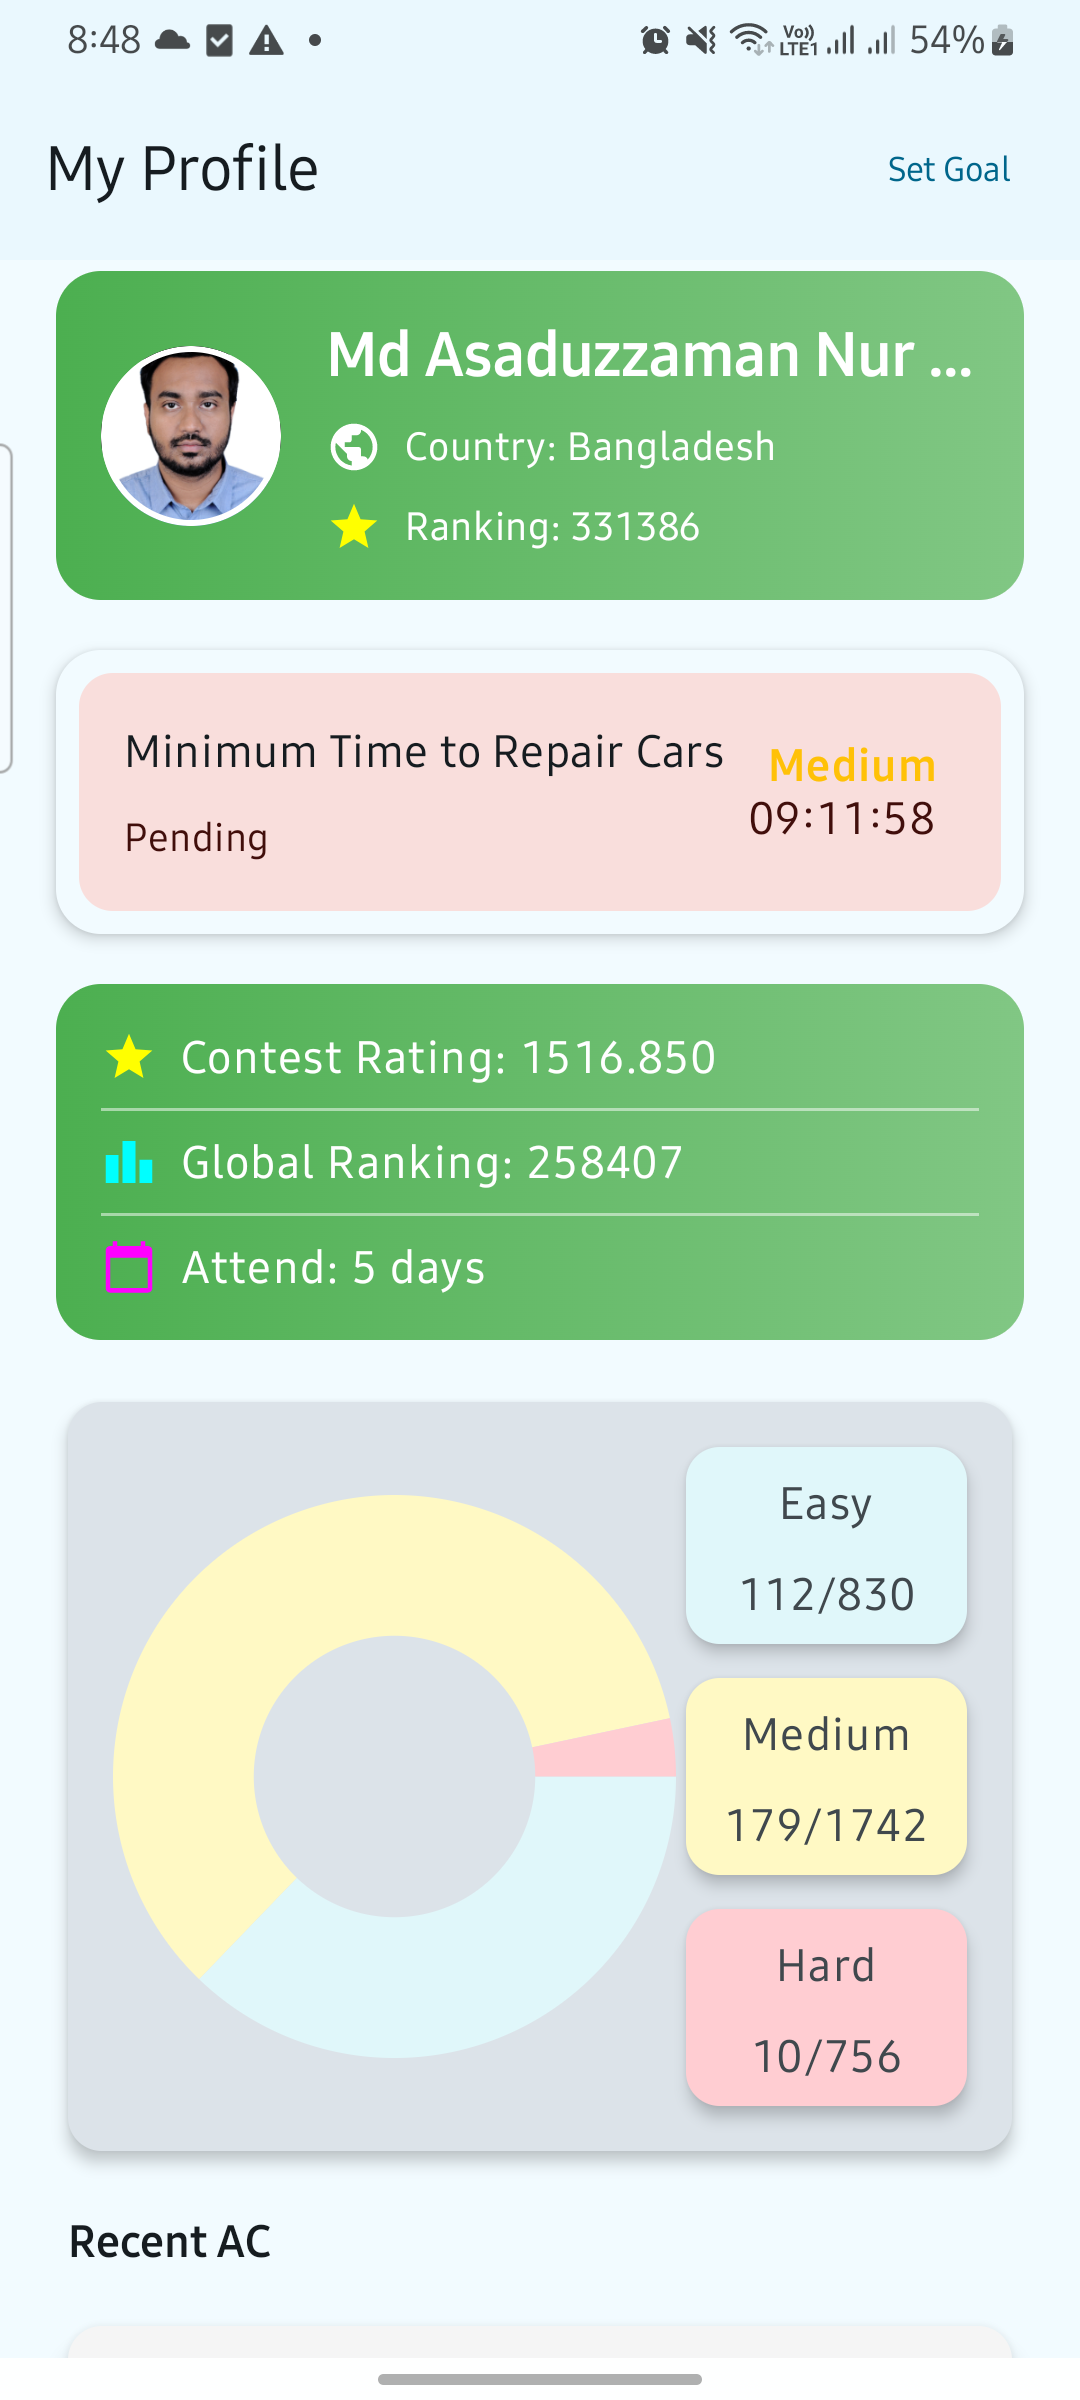 8:48
Vo)) LTE1 54%
My Profile
Set Goal
Md Asaduzzaman Nur ...
Country: Bangladesh
Ranking: 331386
Minimum Time to Repair Cars
Medium
09:11:58
Pending
Contest Rating: 1516.850
Global Ranking: 258407
Attend: 5 days
Easy
112/830
Medium
179/1742
Hard
10/756
Recent AC